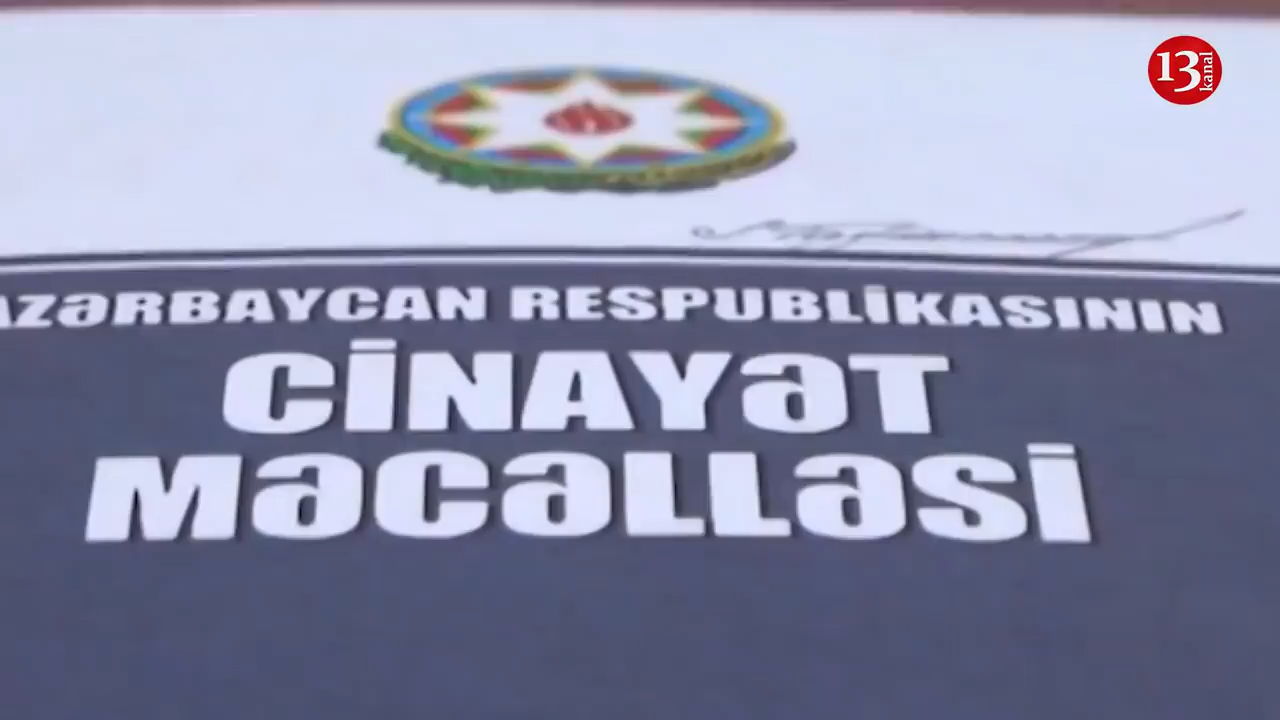 13
kanal
AZƏRBAYCAN RESPUBLİKASININ
CİNAYƏT
MƏCƏLLƏSİ